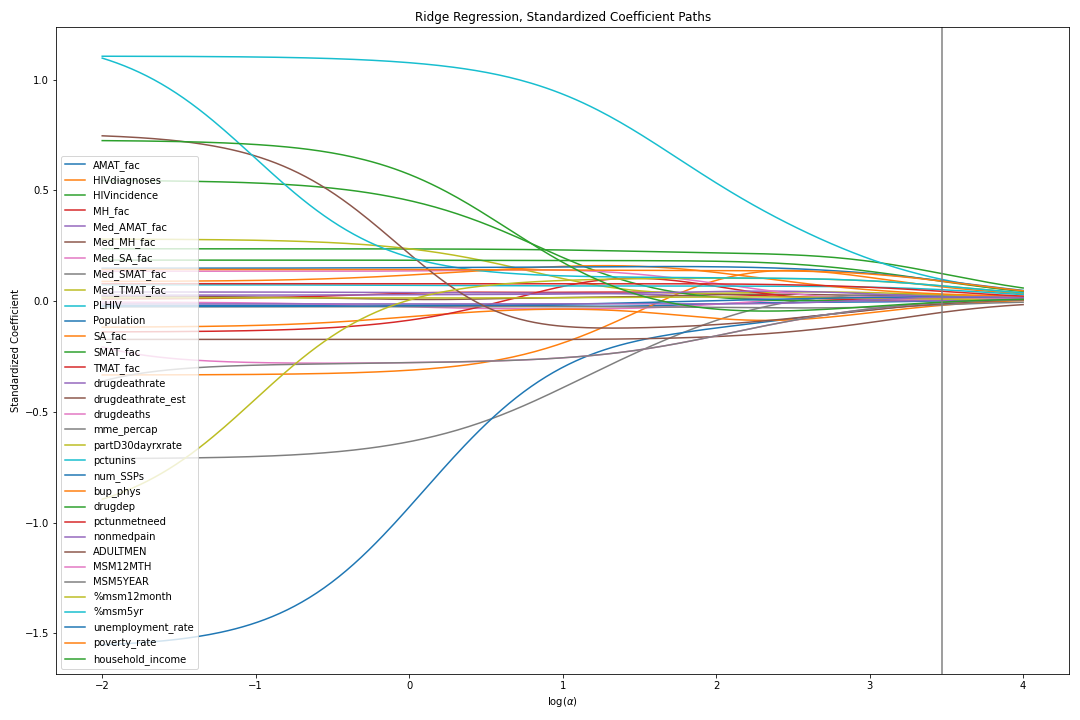 Ridge Regression, Standardized Coefficient Paths
1.0
0.5
0.0
−0.5
−1.0
−1.5
Standardized Coefficient
AMAT_fac
HIVdiagnoses
HIVincidence
MH_fac
Med_AMAT_fac
Med_MH_fac
Med_SA_fac
Med_SMAT_fac
Med_TMAT_fac
PLHIV
Population
SA_fac
SMAT_fac
TMAT_fac
drugdeathrate
drugdeathrate_est
drugdeaths
mme_percap
partD30dayrxrate
pctunins
num_SSPs
bup_phys
drugdep
pctunmetneed
nonmedpain
ADULTMEN
MSM12MTH
MSM5YEAR
%msm12month
%msm5yr
unemployment_rate
poverty_rate
household_income
−2 −1 0 1 2 3 4
log(α)